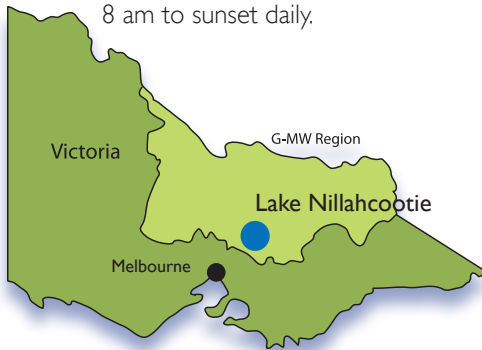 8 am to sunset daily.
G-MW Region
Victoria
Lake Nillahcootie
Melbourne